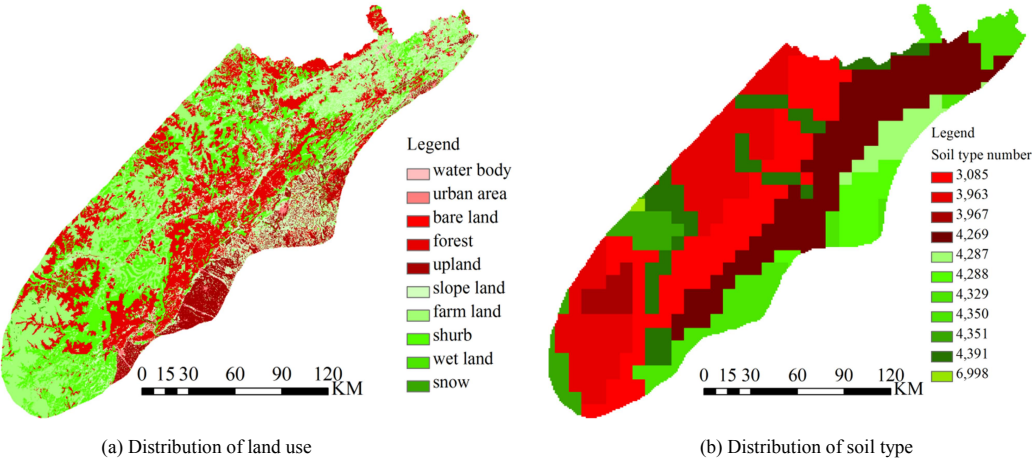 Legend
water body
urban area
bare land
forest
upland
slope land
farm land
shurb
wet land
snow
0 15 30 60 90 120
KM
(a) Distribution of land use
Legend
Soil type number
3,085
3,963
3,967
4,269
4,287
4,288
4,329
4,350
4,351
4,391
6,998
0 15 30 60 90 120
KM
(b) Distribution of soil type